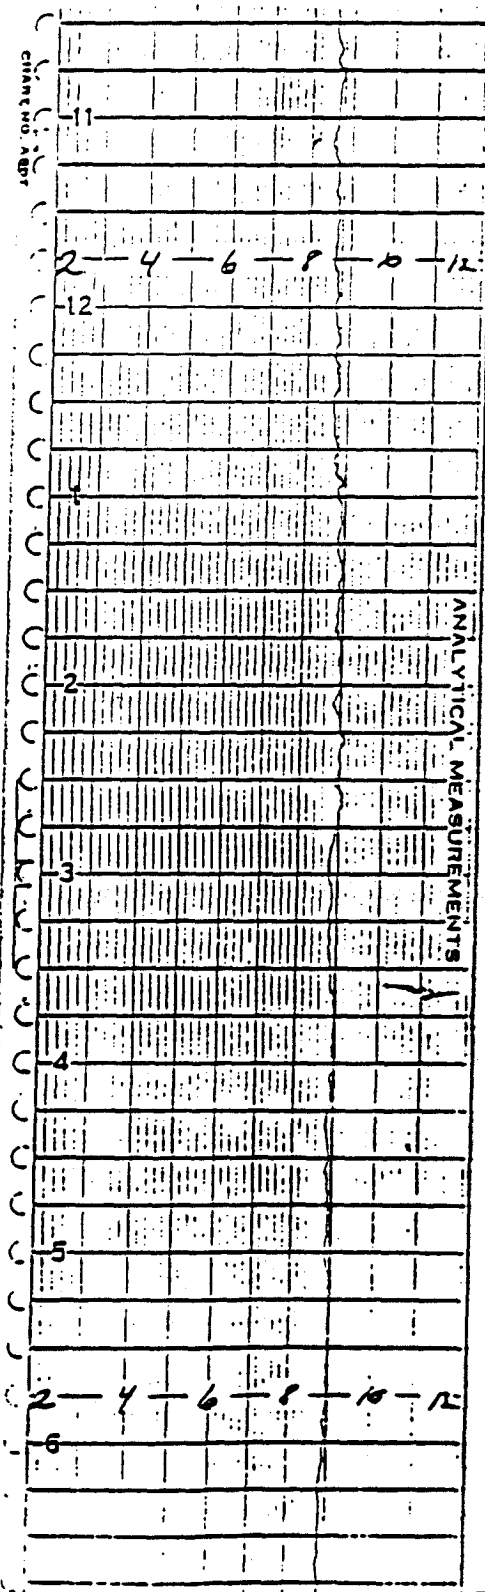 CHART NO. A8DT
11
2 — 4 — 6 — 8 — 10 — 12
12
1
2
ANALYTICAL MEASUREMENTS
3
4
5
2 — 4 — 6 — 8 — 10 — 12
6